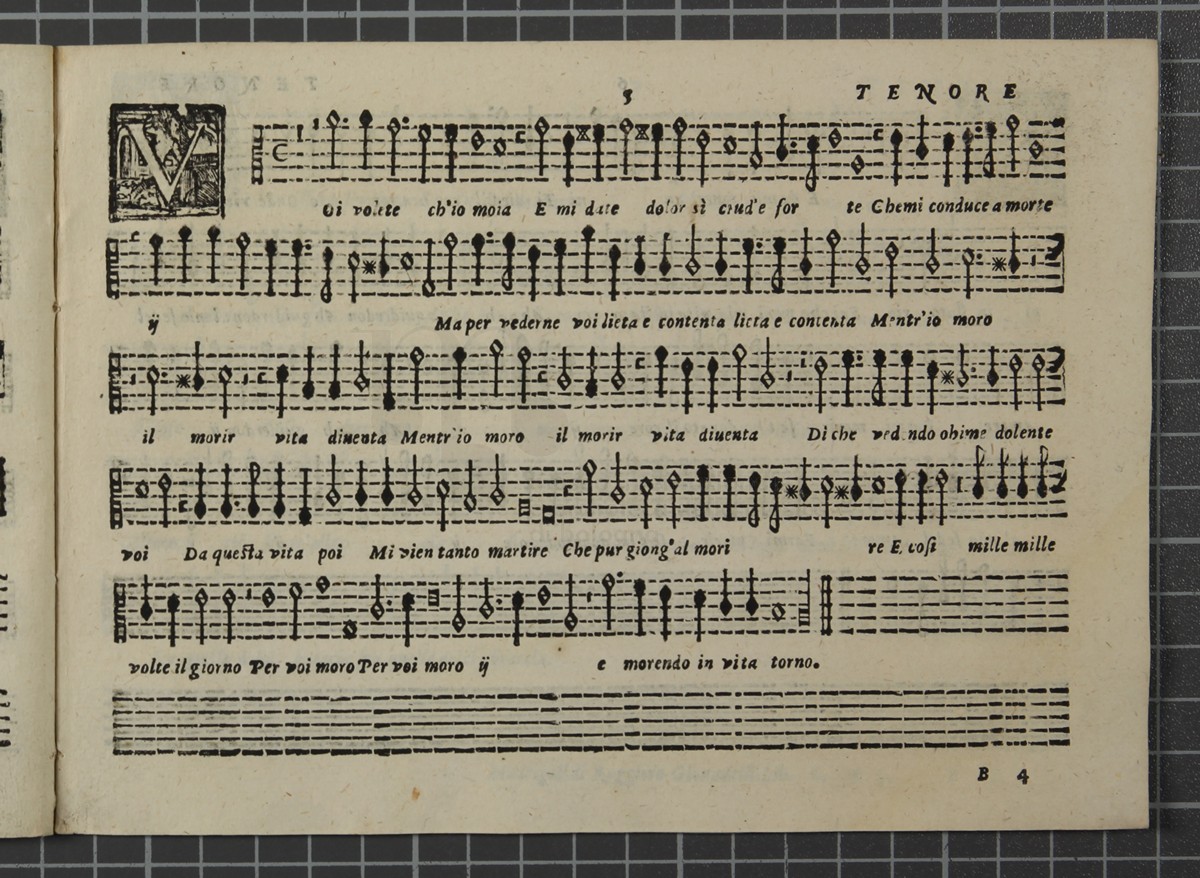 5 TENORE
Voi volete ch'io moia E mi date dolor sì crud'e for te Che mi conduce a morte
ij Ma per vederne voi lieta e contenta lieta e contenta Mentr'io moro
il morir vita diuenta Mentr'io moro il morir vita diuenta Di che vedendo ohime dolente
voi Da questa vita poi Mi vien tanto martire Che pur giong'al mori re E cosi mille mille
volte il giorno Per voi moro Per voi moro ij e morendo in vita torno.
B 4